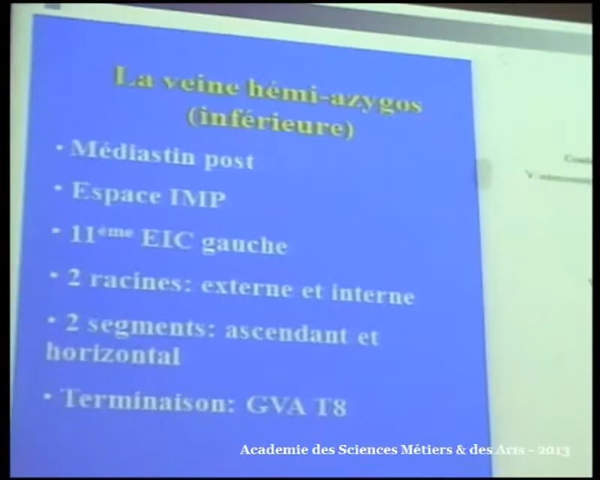 La veine hémi-azygos
(inférieure)
• Médiastin post
• Espace IMP
• 11eme EIC gauche
• 2 racines: externe et interne
• 2 segments: ascendant et
horizontal
• Terminaison: GVA T8
Academie des Sciences Métiers & des Arts - 2013